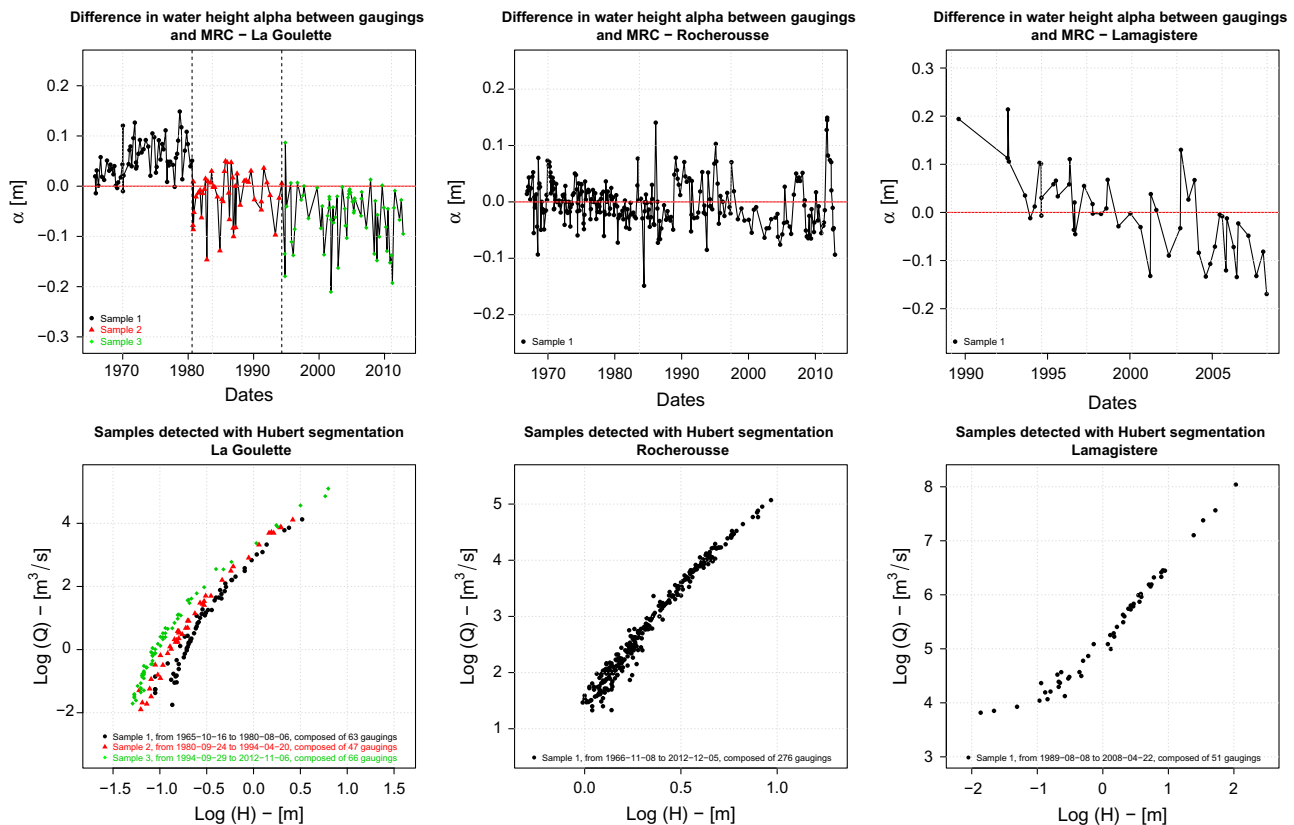 Difference in water height alpha between gaugings
and MRC − La Goulette
α [m]
0.2
0.1
0.0
−0.1
−0.2
−0.3
Sample 1
Sample 2
Sample 3
1970 1980 1990 2000 2010
Dates
Difference in water height alpha between gaugings
and MRC − Rocherousse
α [m]
0.2
0.1
0.0
−0.1
−0.2
Sample 1
1970 1980 1990 2000 2010
Dates
Difference in water height alpha between gaugings
and MRC − Lamagistere
α [m]
0.3
0.2
0.1
0.0
−0.1
−0.2
Sample 1
1990 1995 2000 2005
Dates
Samples detected with Hubert segmentation
La Goulette
Log (Q) − [m³/s]
4
2
0
−2
Sample 1, from 1965−10−16 to 1980−08−06, composed of 63 gaugings
Sample 2, from 1980−09−24 to 1994−04−20, composed of 47 gaugings
Sample 3, from 1994−09−29 to 2012−11−06, composed of 66 gaugings
−1.5 −1.0 −0.5 0.0 0.5 1.0 1.5
Log (H) − [m]
Samples detected with Hubert segmentation
Rocherousse
Log (Q) − [m³/s]
5
4
3
2
1
Sample 1, from 1966−11−08 to 2012−12−05, composed of 276 gaugings
0.0 0.5 1.0
Log (H) − [m]
Samples detected with Hubert segmentation
Lamagistere
Log (Q) − [m³/s]
8
7
6
5
4
3
Sample 1, from 1989−08−08 to 2008−04−22, composed of 51 gaugings
−2 −1 0 1 2
Log (H) − [m]